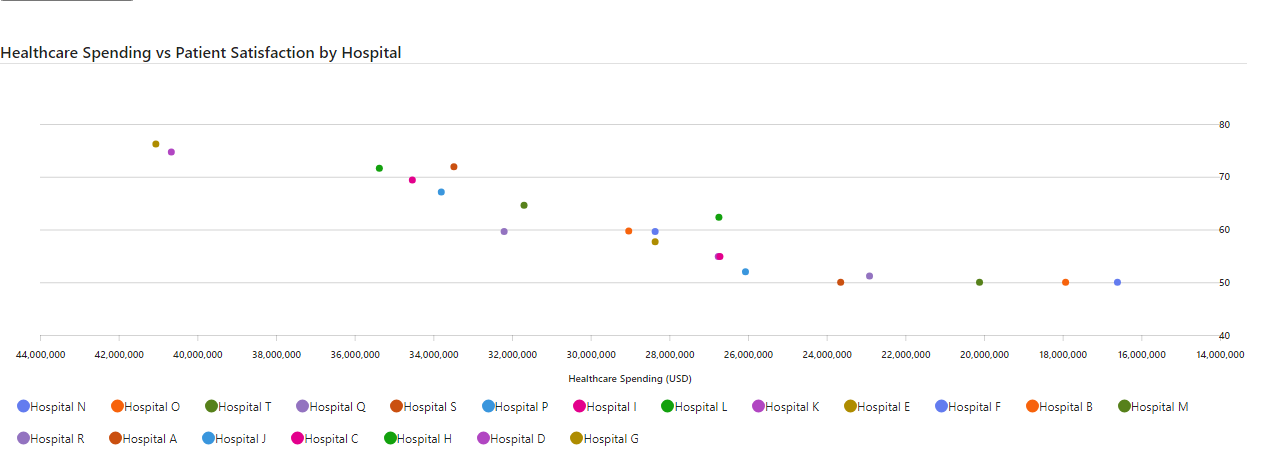 Healthcare Spending vs Patient Satisfaction by Hospital
80
70
60
50
40
44,000,000 42,000,000 40,000,000 38,000,000 36,000,000 34,000,000 32,000,000 30,000,000 28,000,000 26,000,000 24,000,000 22,000,000 20,000,000 18,000,000 16,000,000 14,000,000
Healthcare Spending (USD)
Hospital N Hospital O Hospital T Hospital Q Hospital S Hospital P Hospital I Hospital L Hospital K Hospital E Hospital F Hospital B Hospital M
Hospital R Hospital A Hospital J Hospital C Hospital H Hospital D Hospital G